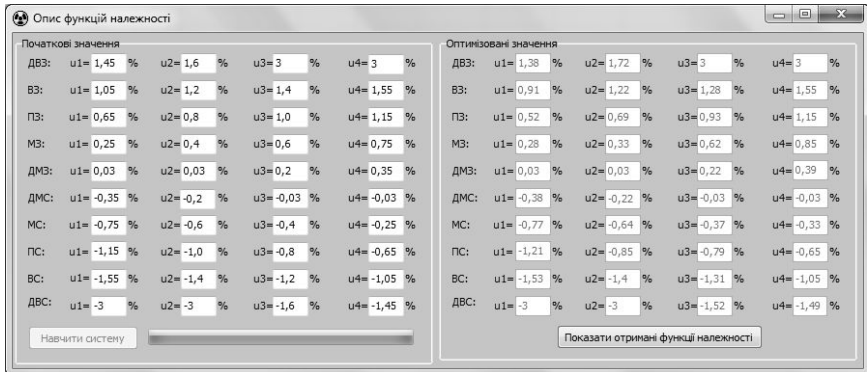 Опис функцій належності
Початкові значення
ДВЗ: u1= 1,45 % u2= 1,6 % u3= 3 % u4= 3 %
ВЗ: u1= 1,05 % u2= 1,2 % u3= 1,4 % u4= 1,55 %
ПЗ: u1= 0,65 % u2= 0,8 % u3= 1,0 % u4= 1,15 %
МЗ: u1= 0,25 % u2= 0,4 % u3= 0,6 % u4= 0,75 %
ДМЗ: u1= 0,03 % u2= 0,03 % u3= 0,2 % u4= 0,35 %
ДМС: u1= -0,35 % u2= -0,2 % u3= -0,03 % u4= -0,03 %
МС: u1= -0,75 % u2= -0,6 % u3= -0,4 % u4= -0,25 %
ПС: u1= -1,15 % u2= -1,0 % u3= -0,8 % u4= -0,65 %
ВС: u1= -1,55 % u2= -1,4 % u3= -1,2 % u4= -1,05 %
ДВС: u1= -3 % u2= -3 % u3= -1,6 % u4= -1,45 %
Навчити систему
Оптимізовані значення
ДВЗ: u1= 1,38 % u2= 1,72 % u3= 3 % u4= 3 %
ВЗ: u1= 0,91 % u2= 1,22 % u3= 1,28 % u4= 1,55 %
ПЗ: u1= 0,52 % u2= 0,69 % u3= 0,93 % u4= 1,15 %
МЗ: u1= 0,28 % u2= 0,33 % u3= 0,62 % u4= 0,85 %
ДМЗ: u1= 0,03 % u2= 0,03 % u3= 0,22 % u4= 0,39 %
ДМС: u1= -0,38 % u2= -0,22 % u3= -0,03 % u4= -0,03 %
МС: u1= -0,77 % u2= -0,64 % u3= -0,37 % u4= -0,33 %
ПС: u1= -1,21 % u2= -0,85 % u3= -0,79 % u4= -0,65 %
ВС: u1= -1,53 % u2= -1,4 % u3= -1,31 % u4= -1,05 %
ДВС: u1= -3 % u2= -3 % u3= -1,52 % u4= -1,49 %
Показати отримані функції належності